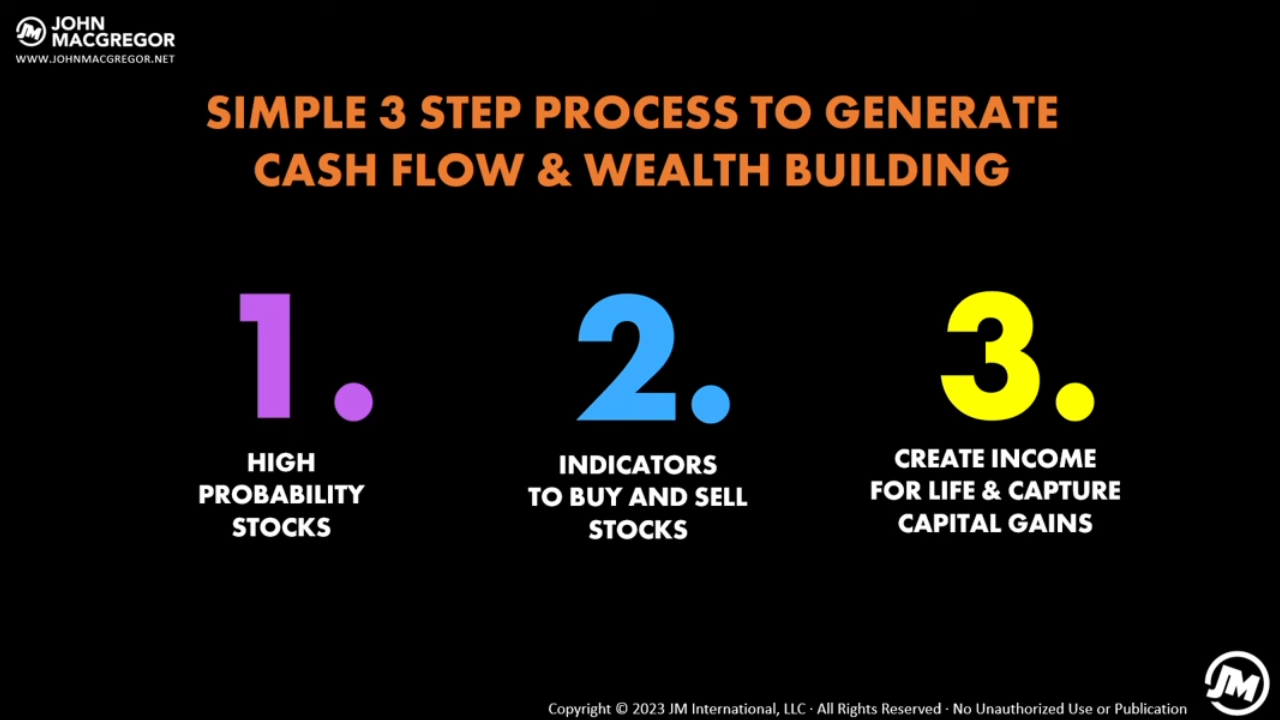 JM JOHN
MACGREGOR
WWW.JOHNMACGREGOR.NET
SIMPLE 3 STEP PROCESS TO GENERATE
CASH FLOW & WEALTH BUILDING
1.
HIGH
PROBABILITY
STOCKS
2.
INDICATORS
TO BUY AND SELL
STOCKS
3.
CREATE INCOME
FOR LIFE & CAPTURE
CAPITAL GAINS
JM
Copyright © 2023 JM International, LLC · All Rights Reserved · No Unauthorized Use or Publication